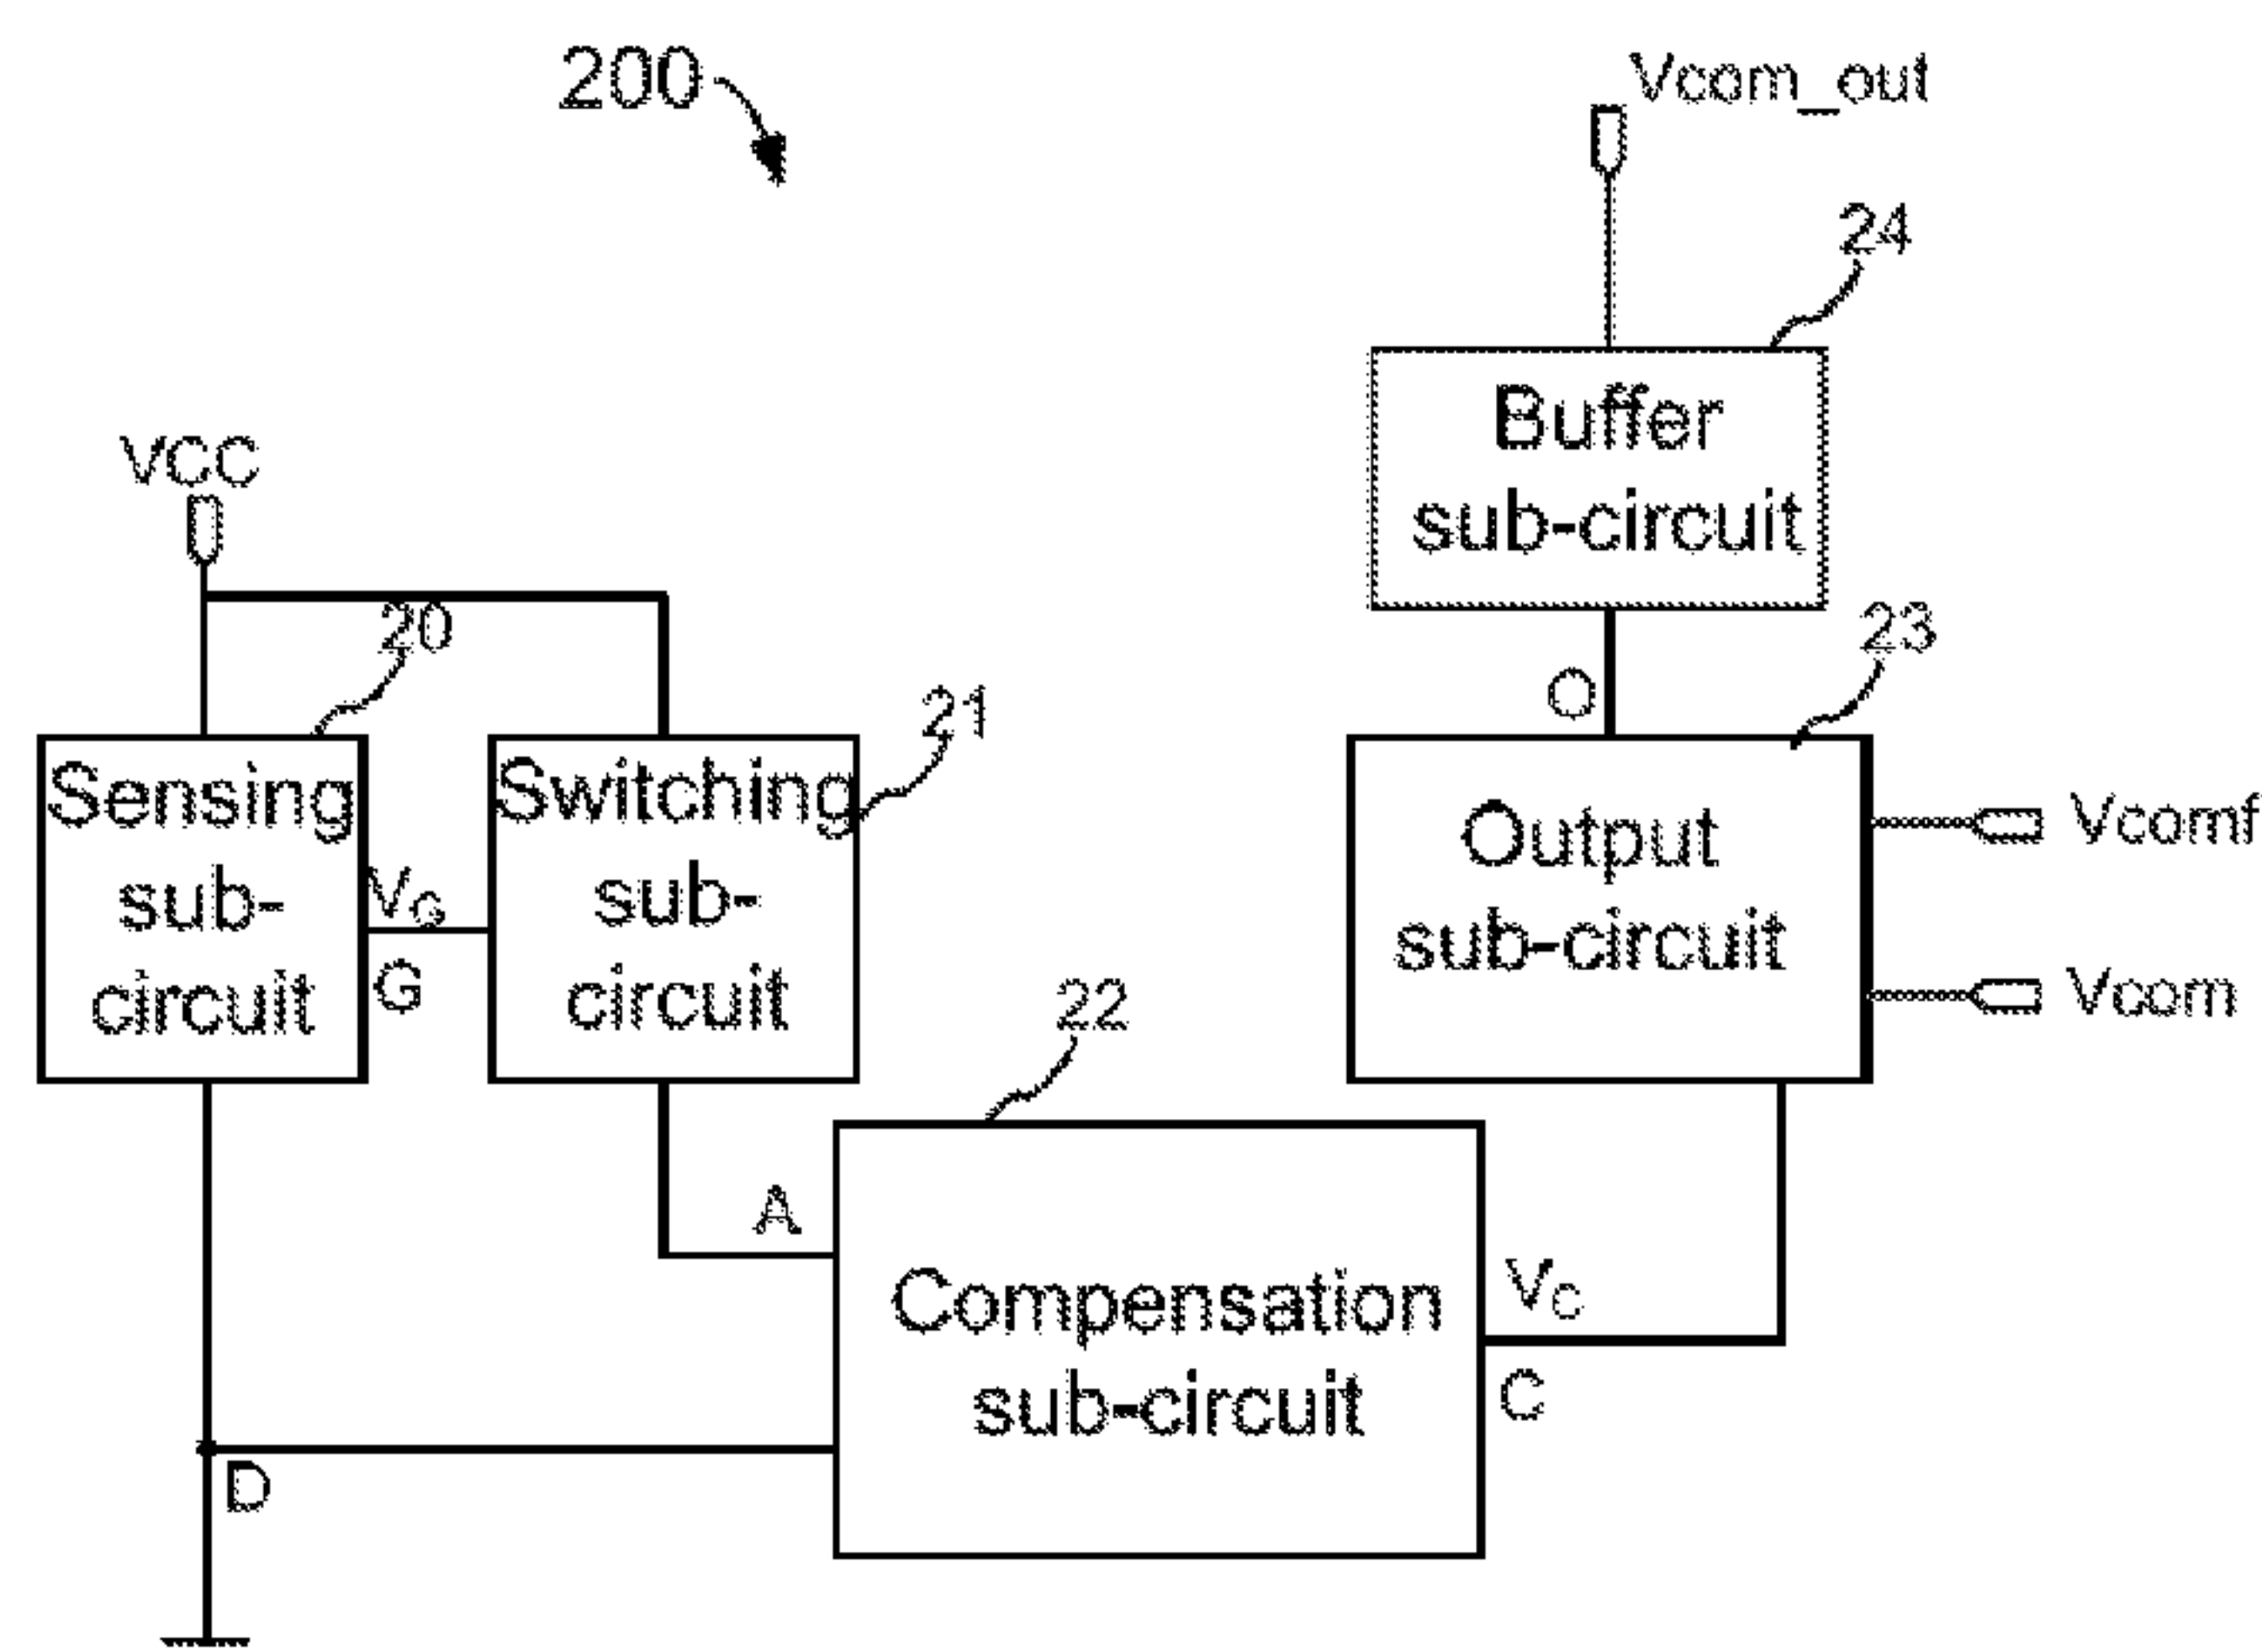 200
Vcom_out
24
Buffer
sub-circuit
VCC
20
21
O
23
Sensing
sub-
circuit
VG
G
Switching
sub-
circuit
Output
sub-circuit
Vcomf
Vcom
22
A
Compensation
sub-circuit
VC
C
D